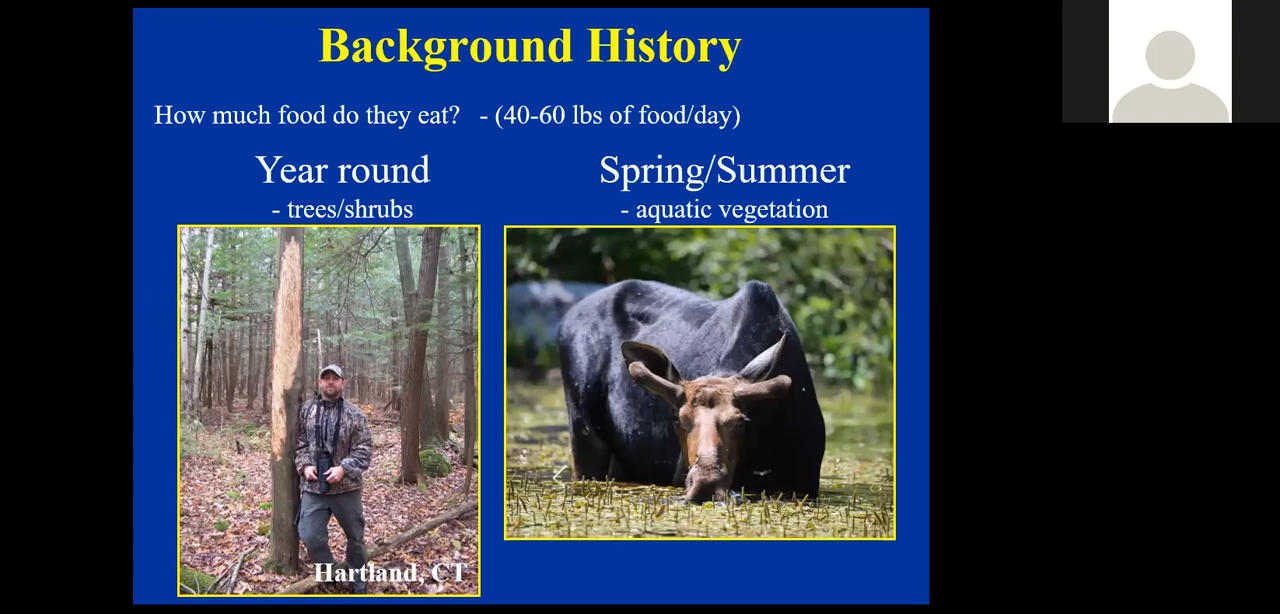 Background History
How much food do they eat? - (40-60 lbs of food/day)
Year round
- trees/shrubs
Spring/Summer
- aquatic vegetation
Hartland, CT